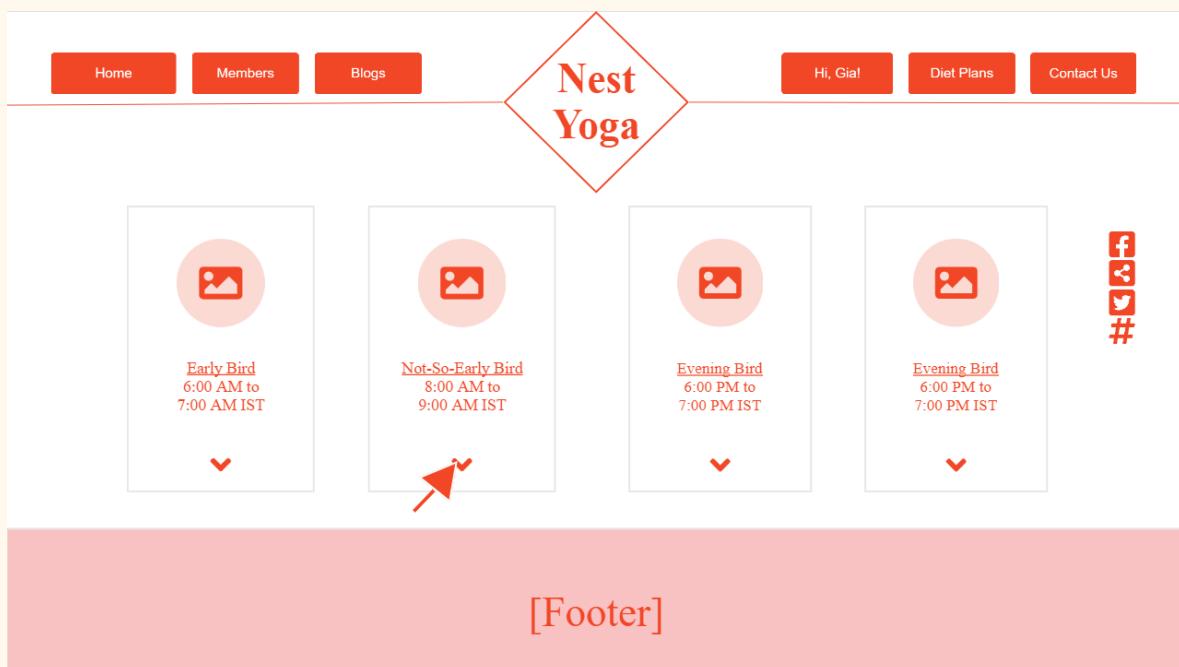 Home
Members
Blogs
Nest
Yoga
Hi, Gia!
Diet Plans
Contact Us
Early Bird
6:00 AM to
7:00 AM IST
Not-So-Early Bird
8:00 AM to
9:00 AM IST
Evening Bird
6:00 PM to
7:00 PM IST
Evening Bird
6:00 PM to
7:00 PM IST
#
[Footer]